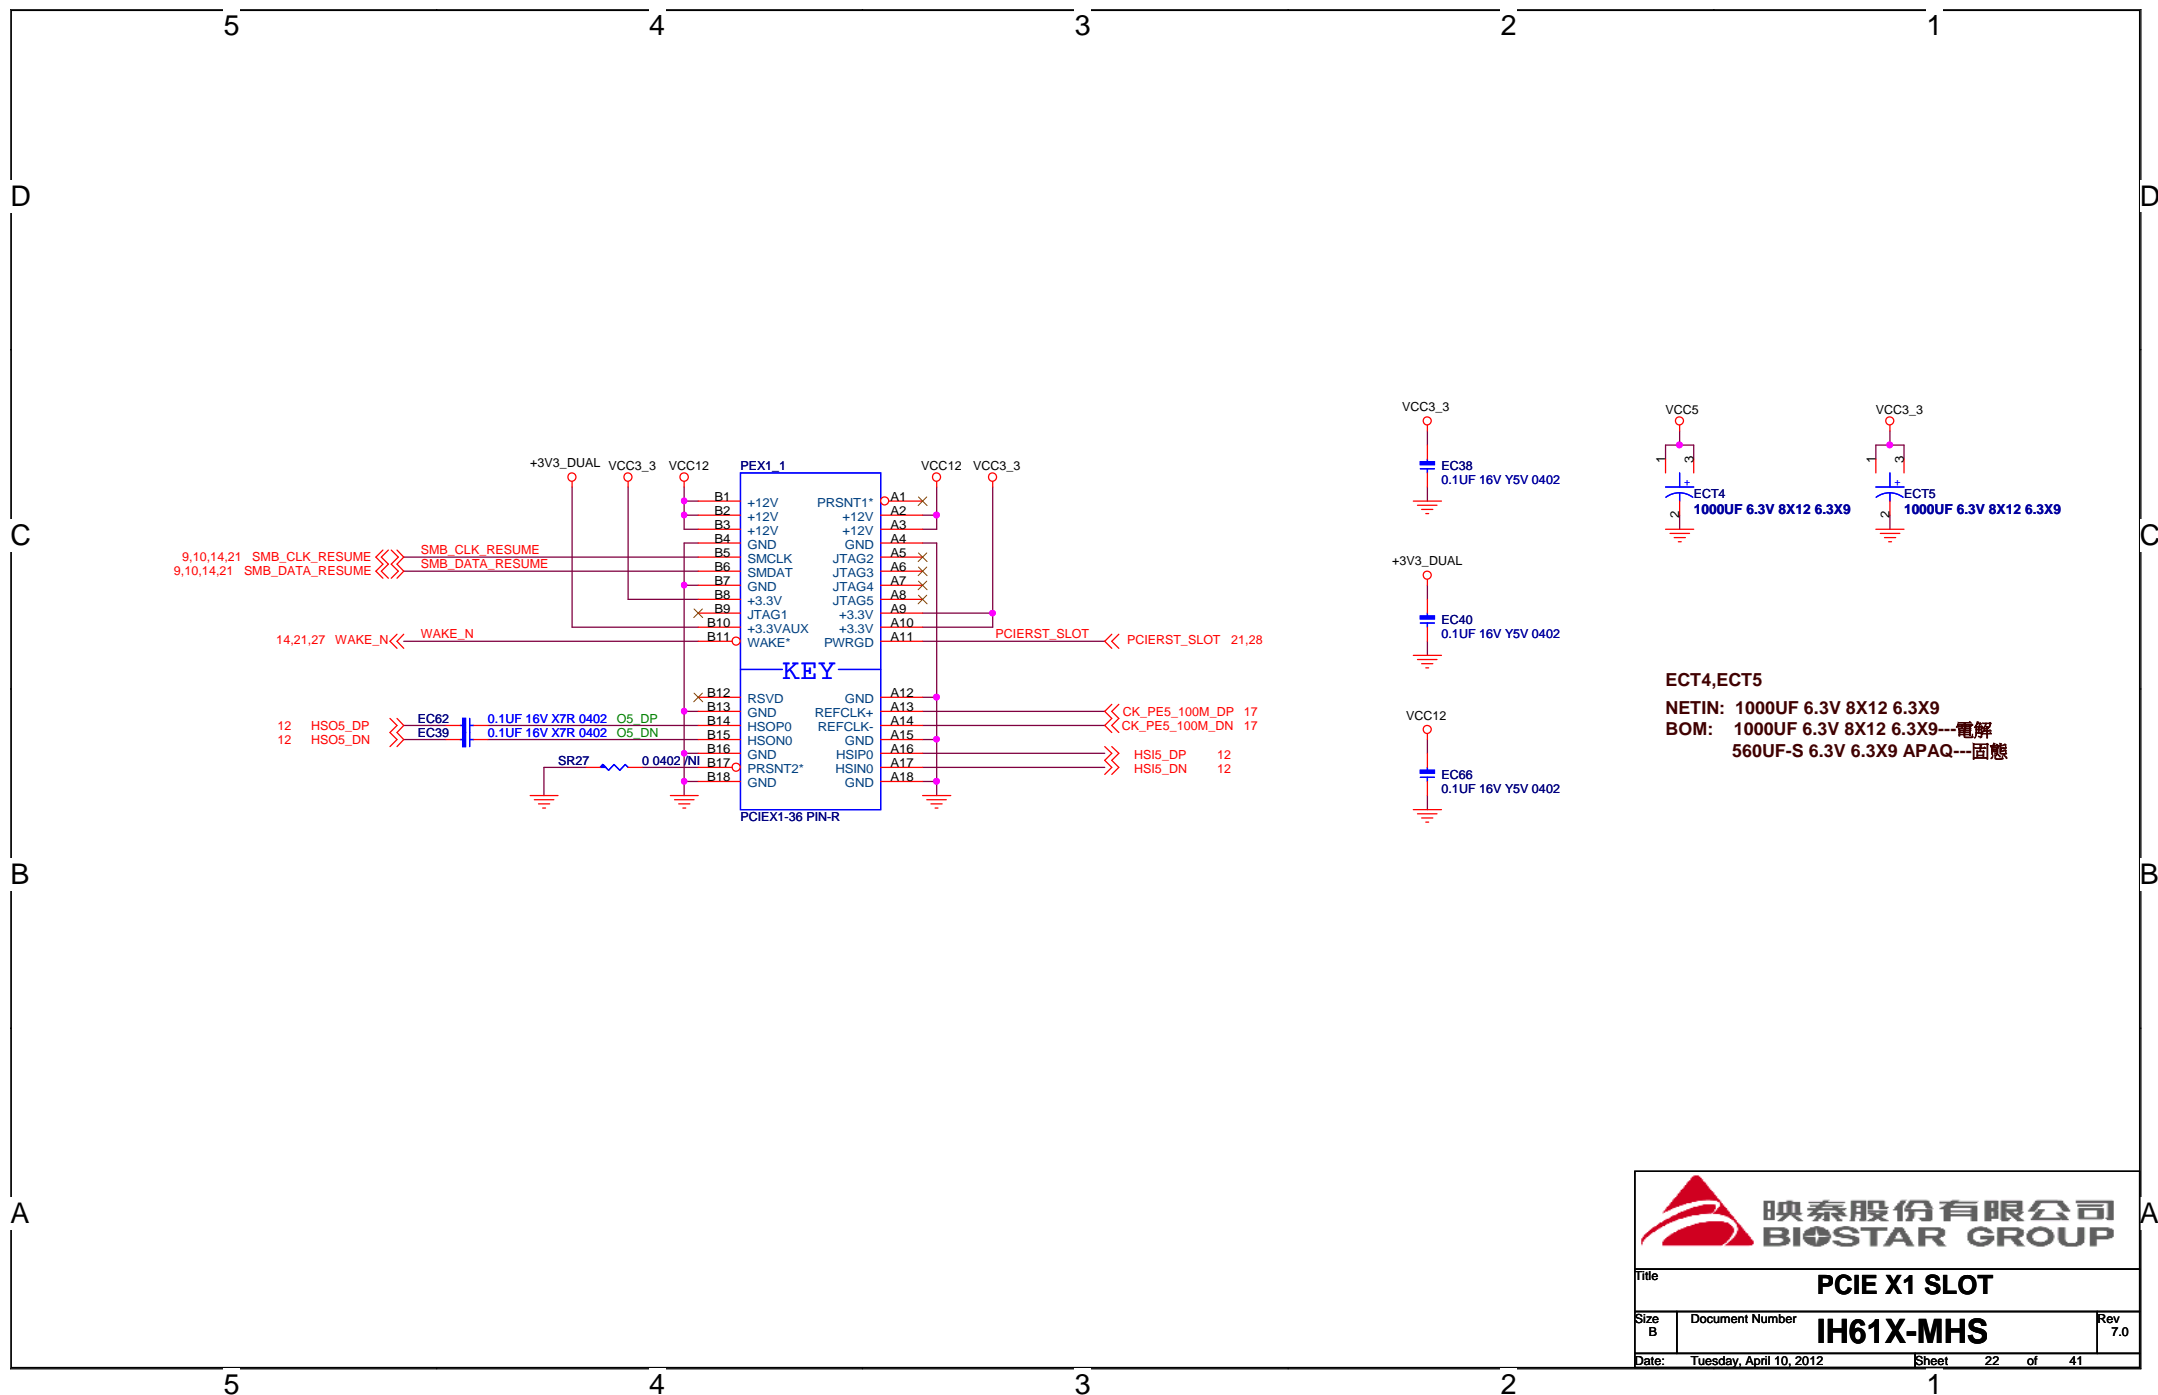 5 4 3 2 1
D D
VCC3_3 VCC5 VCC3_3
+3V3_DUAL VCC3_3 VCC12 PEX1_1 VCC12 VCC3_3
EC38
0.1UF 16V Y5V 0402
1 3 1 3
+ +
ECT4 ECT5
1000UF 6.3V 8X12 6.3X9 1000UF 6.3V 8X12 6.3X9
2 2
B1 +12V PRSNT1* A1
B2 +12V +12V A2
B3 +12V +12V A3
C C
B4 GND GND A4
9,10,14,21 SMB_CLK_RESUME SMB_CLK_RESUME B5 SMCLK JTAG2 A5
9,10,14,21 SMB_DATA_RESUME SMB_DATA_RESUME B6 SMDAT JTAG3 A6
+3V3_DUAL
B7 GND JTAG4 A7
B8 +3.3V JTAG5 A8
B9 JTAG1 +3.3V A9
B10 +3.3VAUX +3.3V A10
14,21,27 WAKE_N WAKE_N B11 WAKE* PWRGD A11 PCIERST_SLOT PCIERST_SLOT 21,28
EC40
0.1UF 16V Y5V 0402
KEY
ECT4,ECT5
NETIN: 1000UF 6.3V 8X12 6.3X9
BOM: 1000UF 6.3V 8X12 6.3X9---電解
560UF-S 6.3V 6.3X9 APAQ---固態
B12 RSVD GND A12
B13 GND REFCLK+ A13 CK_PE5_100M_DP 17
12 HSO5_DP EC62 0.1UF 16V X7R 0402 O5_DP B14 HSOP0 REFCLK- A14 CK_PE5_100M_DN 17
12 HSO5_DN EC39 0.1UF 16V X7R 0402 O5_DN B15 HSON0 GND A15
B16 GND HSIP0 A16 HSI5_DP 12
SR27 0 0402 /NI B17 PRSNT2* HSIN0 A17 HSI5_DN 12
B18 GND GND A18
PCIEX1-36 PIN-R
VCC12
EC66
0.1UF 16V Y5V 0402
B B
A A
映泰股份有限公司
BIOSTAR GROUP
Title
PCIE X1 SLOT
Size Document Number Rev
B IH61X-MHS 7.0
Date: Tuesday, April 10, 2012 Sheet 22 of 41
5 4 3 2 1